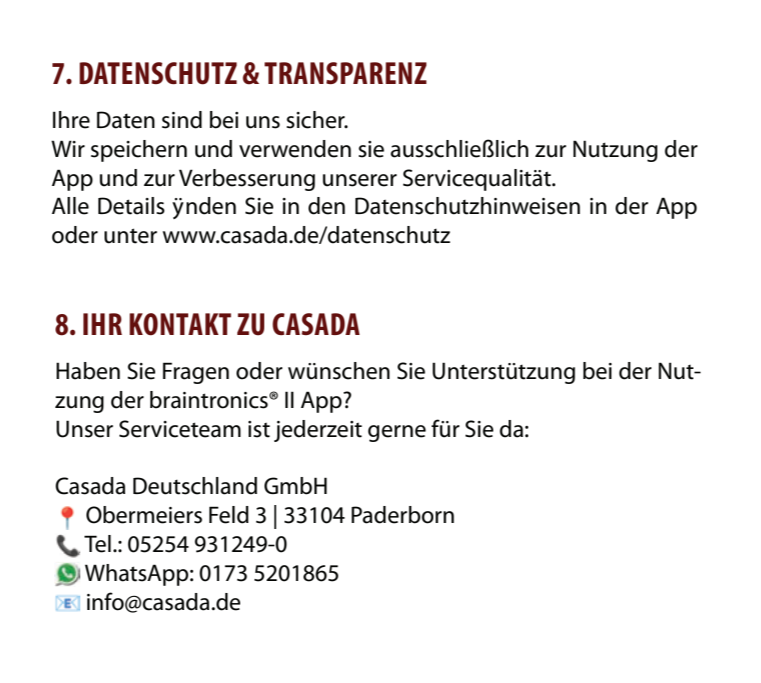 7. DATENSCHUTZ & TRANSPARENZ
Ihre Daten sind bei uns sicher.
Wir speichern und verwenden sie ausschließlich zur Nutzung der
App und zur Verbesserung unserer Servicequalität.
Alle Details ÿnden Sie in den Datenschutzhinweisen in der App
oder unter www.casada.de/datenschutz
8. IHR KONTAKT ZU CASADA
Haben Sie Fragen oder wünschen Sie Unterstützung bei der Nut-
zung der braintronics® II App?
Unser Serviceteam ist jederzeit gerne für Sie da:
Casada Deutschland GmbH
📍 Obermeiers Feld 3 | 33104 Paderborn
📞 Tel.: 05254 931249-0
WhatsApp: 0173 5201865
📧 info@casada.de